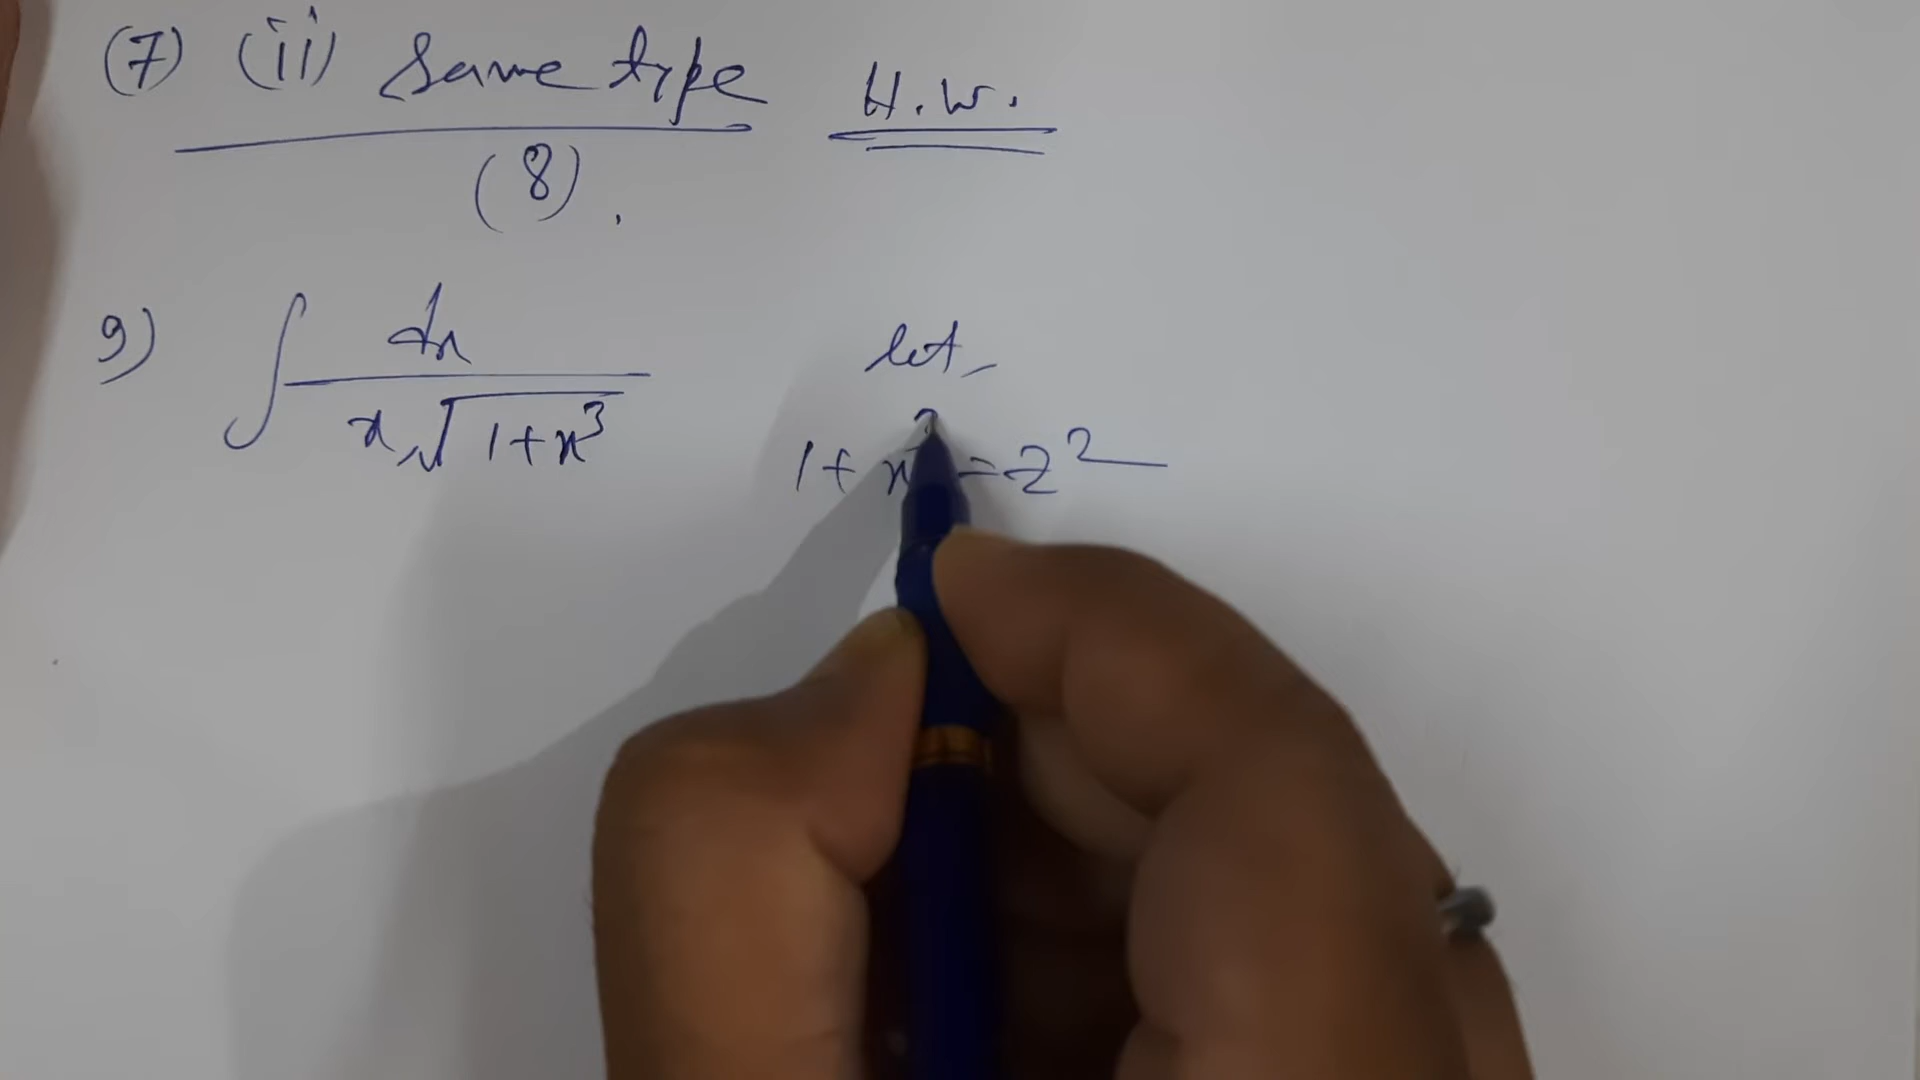 (7) (ii) Same type H.W.
(8).
9) ∫ dx / x√1+x³
let,
1+x³ = z²